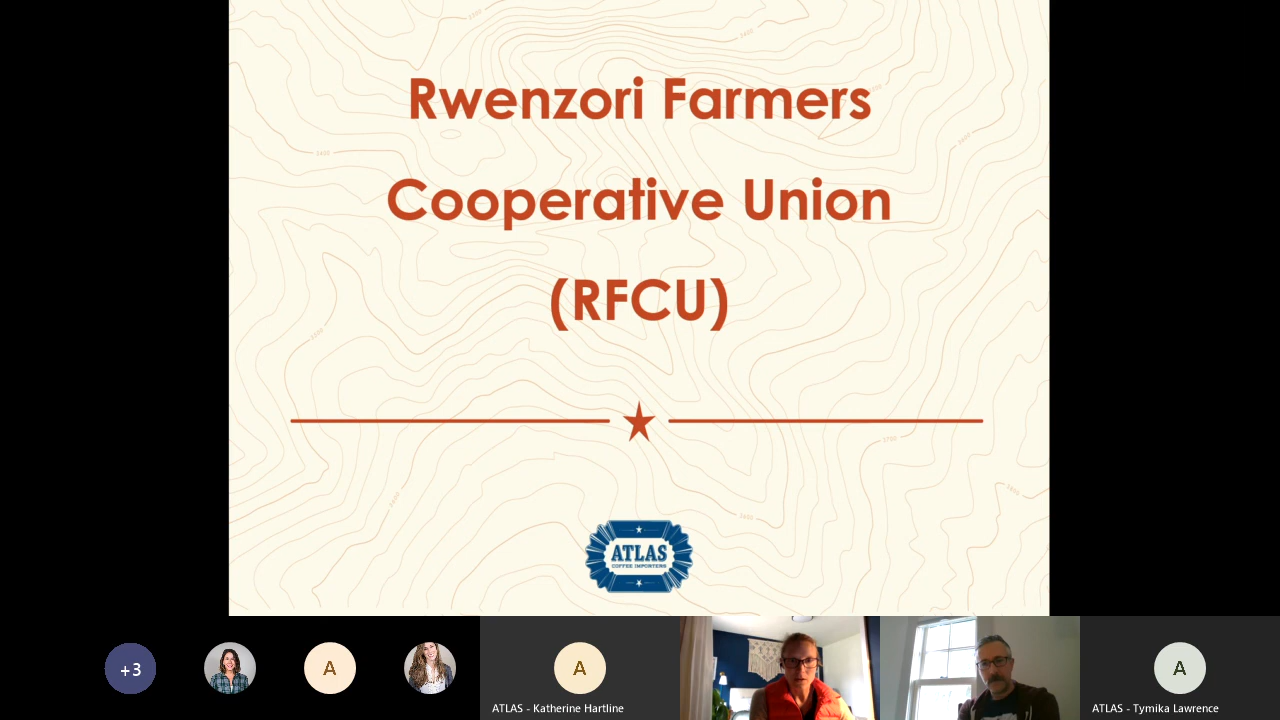 Rwenzori Farmers
Cooperative Union
(RFCU)
ATLAS
COFFEE IMPORTERS
+3
A
A
A
ATLAS - Katherine Hartline
ATLAS - Tymika Lawrence